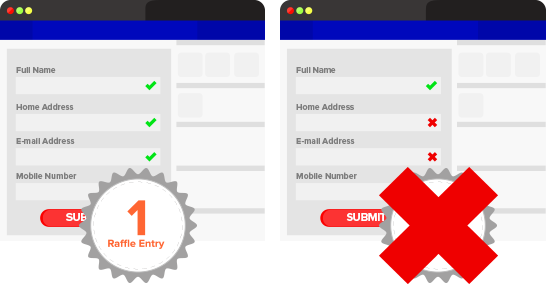 Full Name
Home Address
E-mail Address
Mobile Number
SUB
1
Raffle Entry
Full Name
Home Address
E-mail Address
Mobile Number
SUBMIT